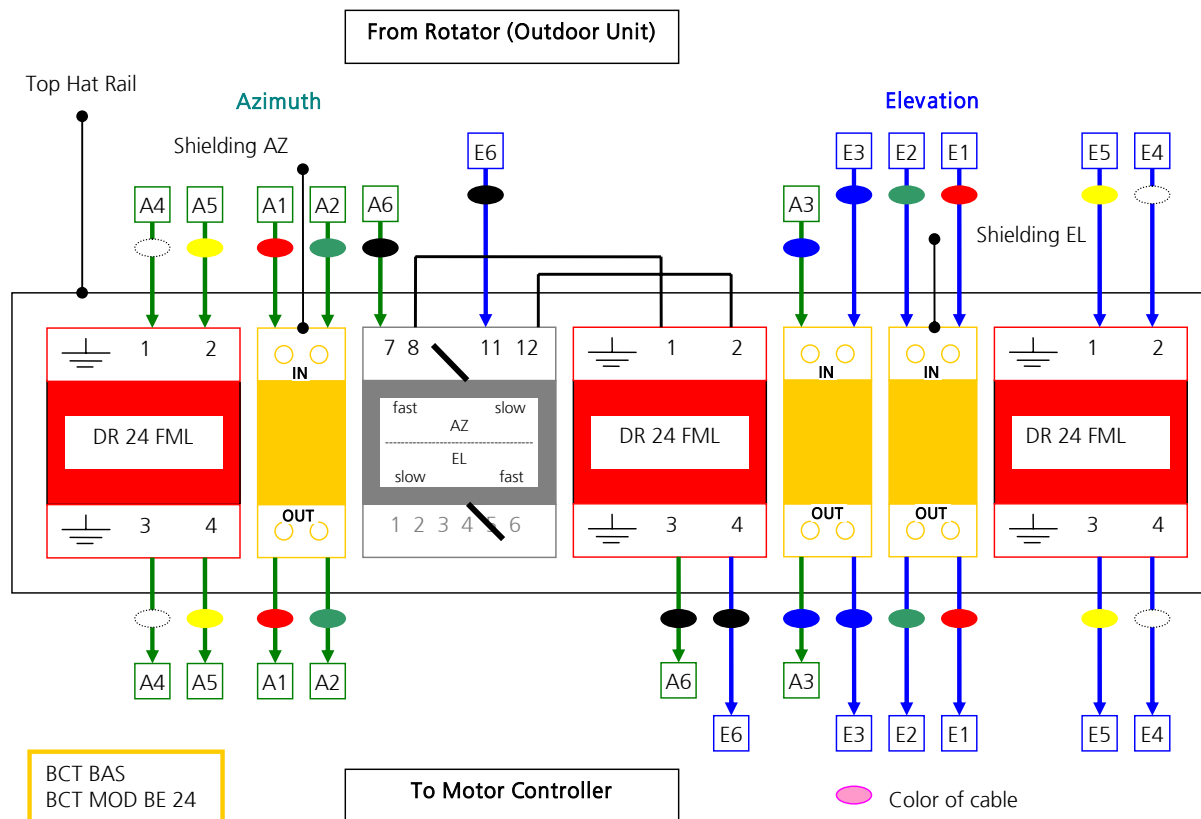 From Rotator (Outdoor Unit)
Top Hat Rail
Azimuth
Elevation
Shielding AZ
E6
E3
E2
E1
E5
E4
A4
A5
A1
A2
A6
A3
Shielding EL
1 2
7 8 11 12
1 2
1 2
IN
IN
IN
fast slow
AZ
DR 24 FML
DR 24 FML
DR 24 FML
EL
slow fast
OUT
OUT
OUT
3 4
1 2 3 4 5 6
3 4
3 4
A4
A5
A1
A2
A6
A3
E6
E3
E2
E1
E5
E4
BCT BAS
BCT MOD BE 24
To Motor Controller
Color of cable